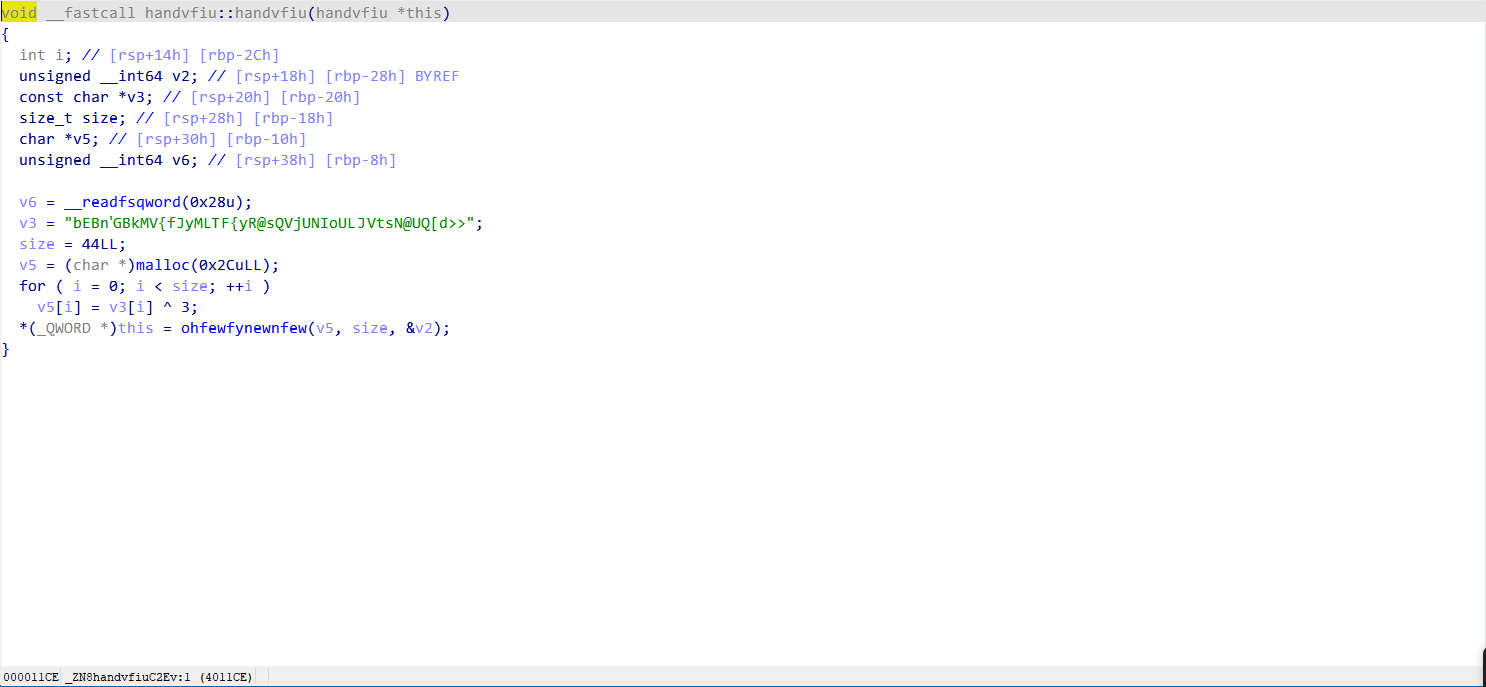 void __fastcall handvfiu::handvfiu(handvfiu *this)
{
int i; // [rsp+14h] [rbp-2Ch]
unsigned __int64 v2; // [rsp+18h] [rbp-28h] BYREF
const char *v3; // [rsp+20h] [rbp-20h]
size_t size; // [rsp+28h] [rbp-18h]
char *v5; // [rsp+30h] [rbp-10h]
unsigned __int64 v6; // [rsp+38h] [rbp-8h]
v6 = __readfsqword(0x28u);
v3 = "bEBn'GBkMV{fJyMLTF{yR@sQVjUNIoULJVtsN@UQ[d>>";
size = 44LL;
v5 = (char *)malloc(0x2CuLL);
for ( i = 0; i < size; ++i )
v5[i] = v3[i] ^ 3;
*(_QWORD *)this = ohfewfynewnfew(v5, size, &v2);
}
000011CE _ZN8handvfiuC2Ev:1 (4011CE)